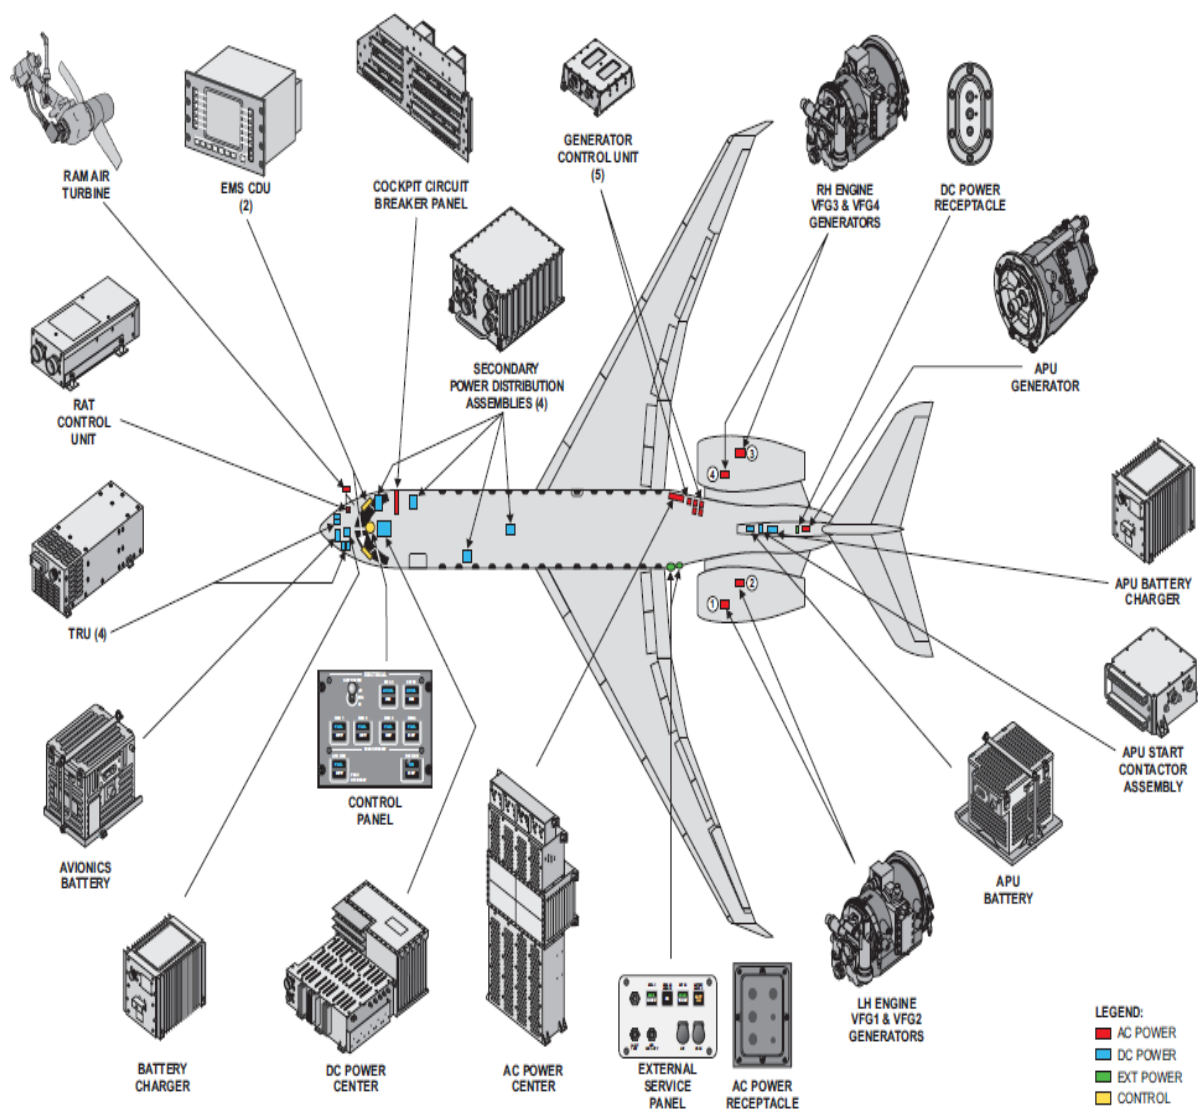 RAM AIR
TURBINE
EMS CDU
(2)
COCKPIT CIRCUIT
BREAKER PANEL
GENERATOR
CONTROL UNIT
(5)
RH ENGINE
VFG3 & VFG4
GENERATORS
DC POWER
RECEPTACLE
RAT
CONTROL
UNIT
SECONDARY
POWER DISTRIBUTION
ASSEMBLIES (4)
APU
GENERATOR
3
4
TRU (4)
APU BATTERY
CHARGER
2
1
AVIONICS
BATTERY
CONTROL
PANEL
APU START
CONTACTOR
ASSEMBLY
APU
BATTERY
BATTERY
CHARGER
DC POWER
CENTER
AC POWER
CENTER
EXTERNAL
SERVICE
PANEL
AC POWER
RECEPTACLE
LH ENGINE
VFG1 & VFG2
GENERATORS
LEGEND:
AC POWER
DC POWER
EXT POWER
CONTROL